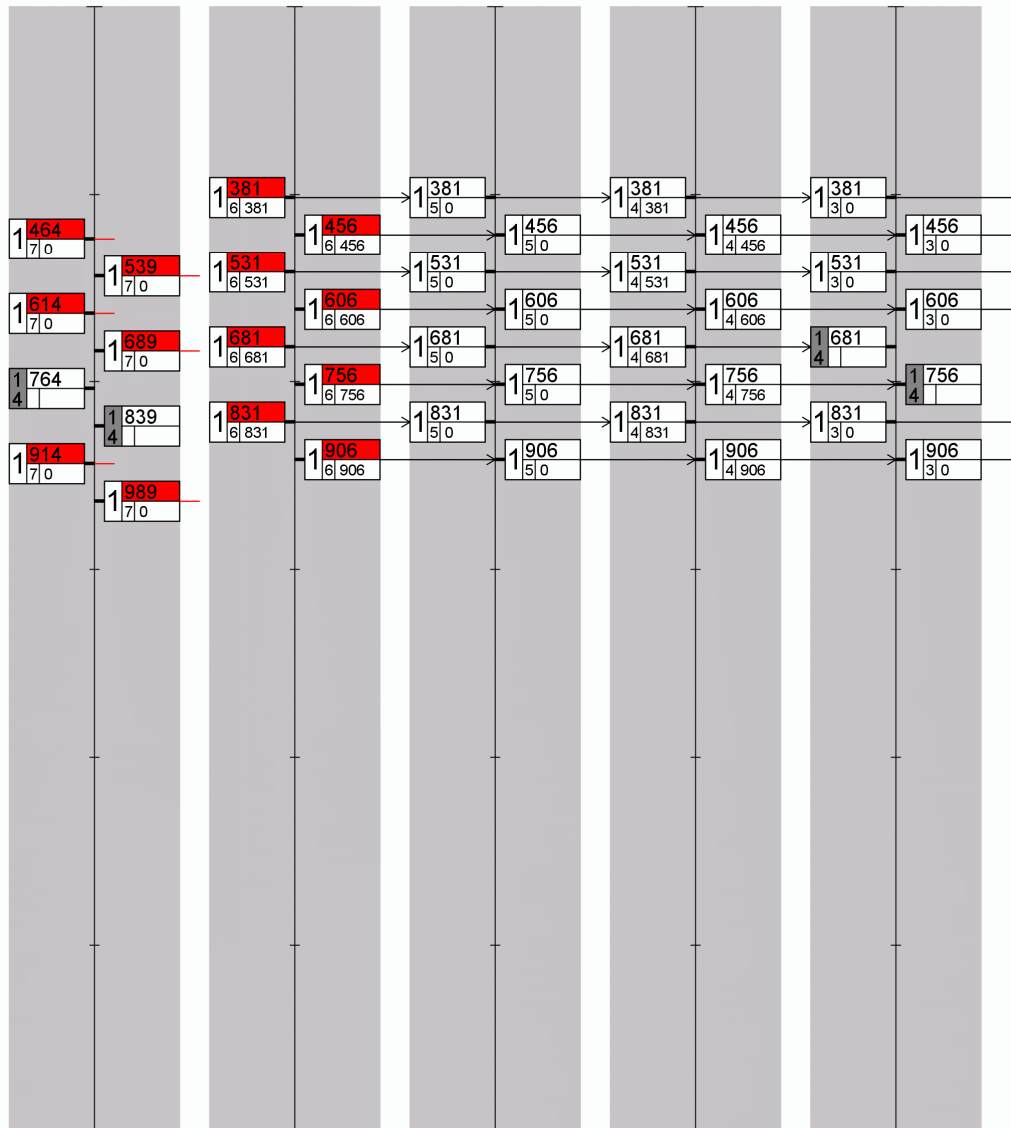 1 381 6 381
1 381 5 0
1 381 4 381
1 381 3 0
1 464 7 0
1 456 6 456
1 456 5 0
1 456 4 456
1 456 3 0
1 539 7 0
1 531 6 531
1 531 5 0
1 531 4 531
1 531 3 0
1 614 7 0
1 606 6 606
1 606 5 0
1 606 4 606
1 606 3 0
1 689 7 0
1 681 6 681
1 681 5 0
1 681 4 681
1 4 681
1 4 764
1 756 6 756
1 756 5 0
1 756 4 756
1 4 756
1 4 839
1 831 6 831
1 831 5 0
1 831 4 831
1 831 3 0
1 914 7 0
1 906 6 906
1 906 5 0
1 906 4 906
1 906 3 0
1 989 7 0